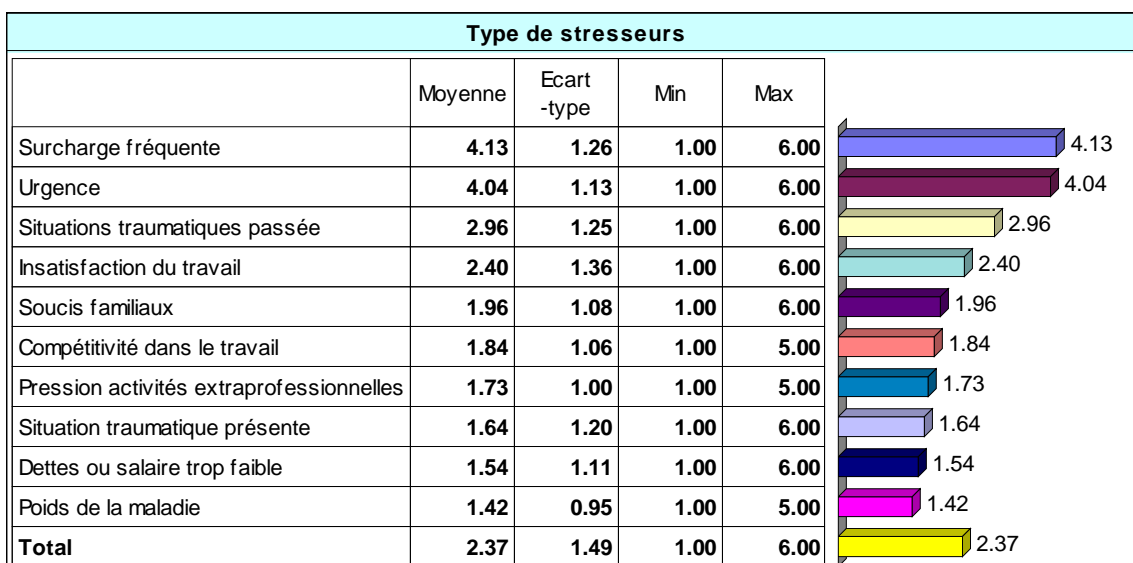 Type de stresseurs
Moyenne Ecart -type Min Max
Surcharge fréquente 4.13 1.26 1.00 6.00 4.13
Urgence 4.04 1.13 1.00 6.00 4.04
Situations traumatiques passée 2.96 1.25 1.00 6.00 2.96
Insatisfaction du travail 2.40 1.36 1.00 6.00 2.40
Soucis familiaux 1.96 1.08 1.00 6.00 1.96
Compétitivité dans le travail 1.84 1.06 1.00 5.00 1.84
Pression activités extraprofessionnelles 1.73 1.00 1.00 5.00 1.73
Situation traumatique présente 1.64 1.20 1.00 6.00 1.64
Dettes ou salaire trop faible 1.54 1.11 1.00 6.00 1.54
Poids de la maladie 1.42 0.95 1.00 5.00 1.42
Total 2.37 1.49 1.00 6.00 2.37